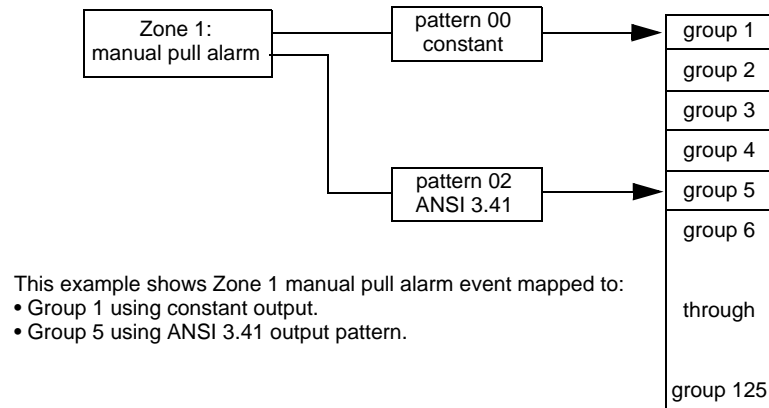 Zone 1:
manual pull alarm
pattern 00
constant
pattern 02
ANSI 3.41
group 1
group 2
group 3
group 4
group 5
group 6
through
group 125
This example shows Zone 1 manual pull alarm event mapped to:
• Group 1 using constant output.
• Group 5 using ANSI 3.41 output pattern.